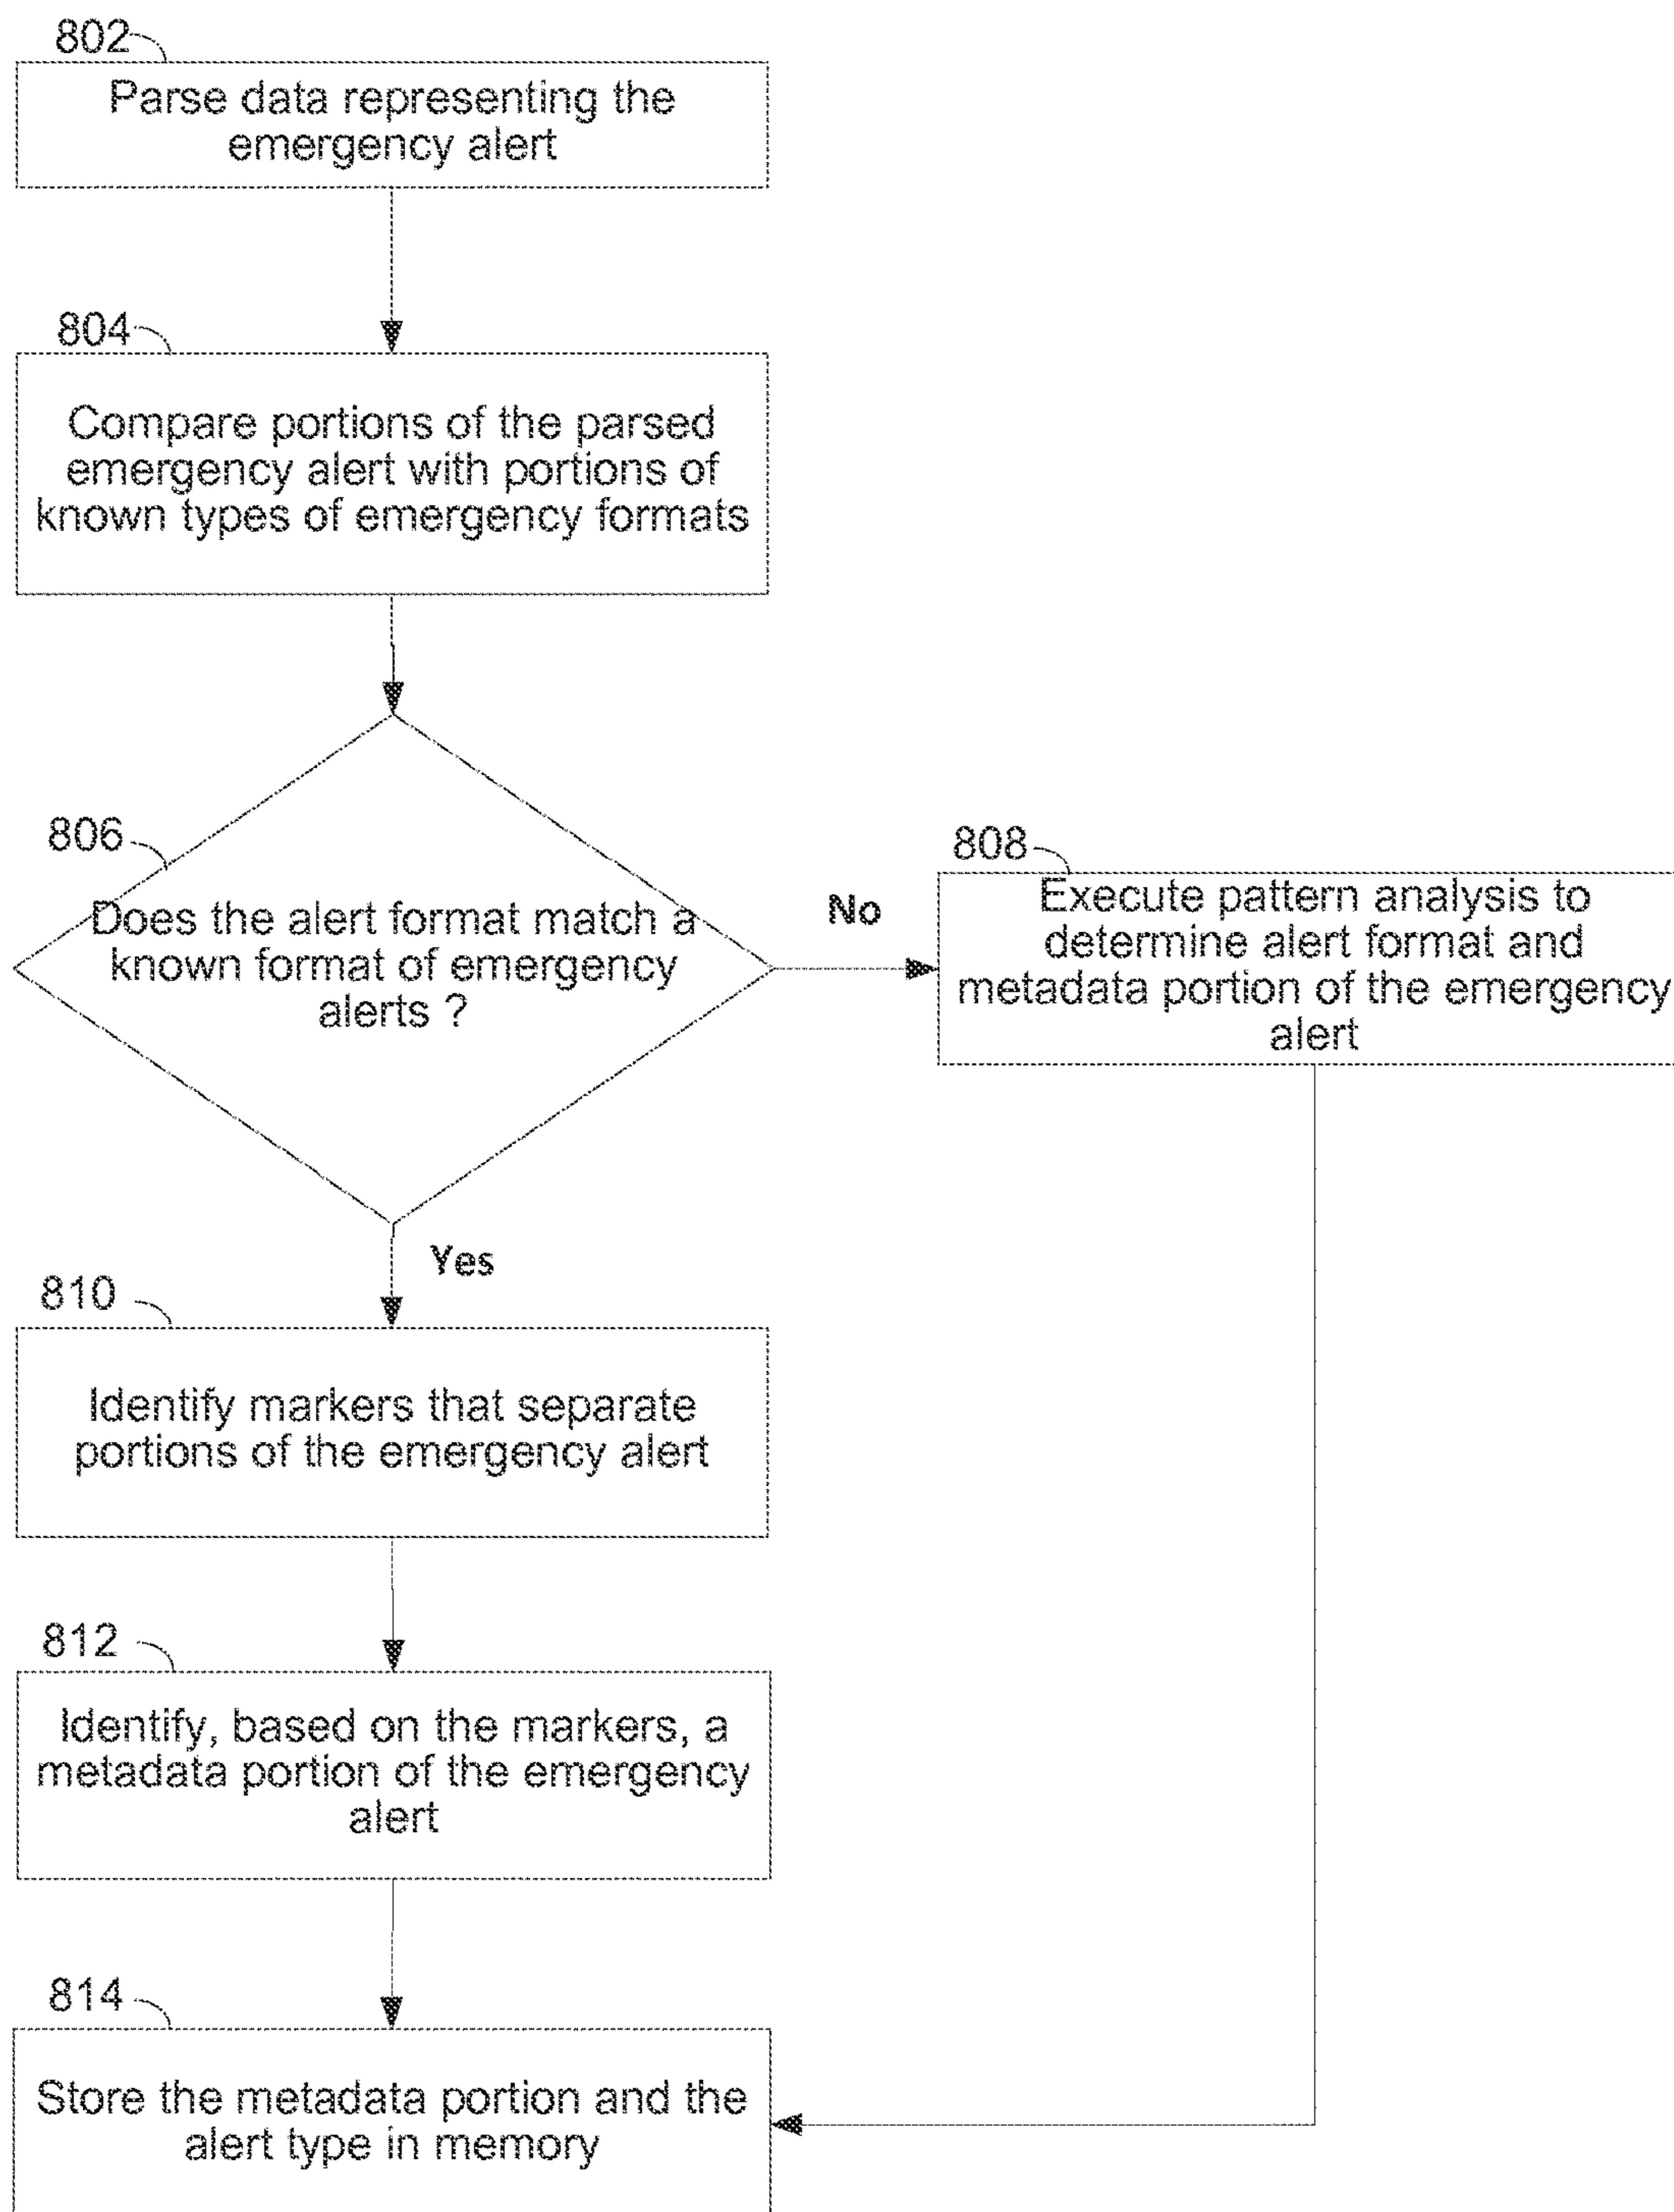 802
Parse data representing the
emergency alert
804
Compare portions of the parsed
emergency alert with portions of
known types of emergency formats
806
Does the alert format match a
known format of emergency
alerts ?
No
808
Execute pattern analysis to
determine alert format and
metadata portion of the emergency
alert
Yes
810
Identify markers that separate
portions of the emergency alert
812
Identify, based on the markers, a
metadata portion of the emergency
alert
814
Store the metadata portion and the
alert type in memory